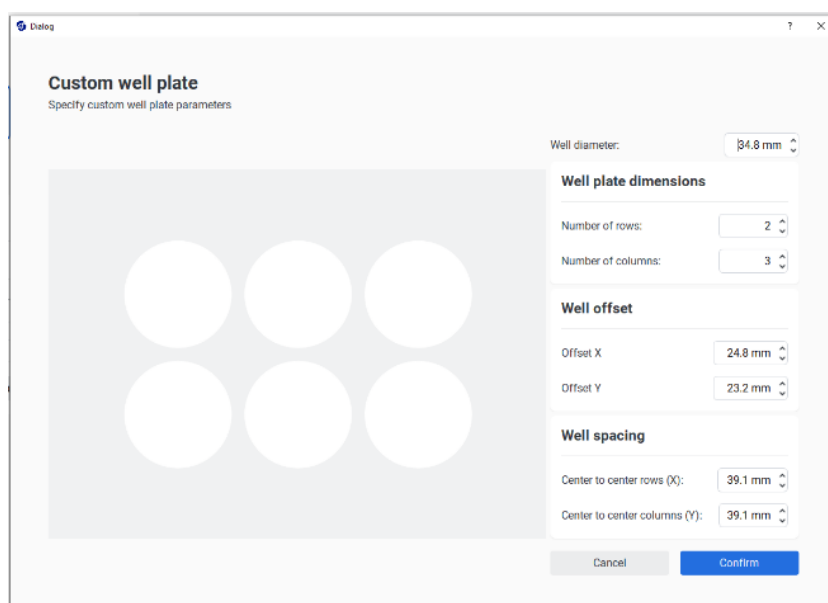 Dialog
?
Custom well plate
Specify custom well plate parameters
Well diameter: 34.8 mm
Well plate dimensions
Number of rows: 2
Number of columns: 3
Well offset
Offset X 24.8 mm
Offset Y 23.2 mm
Well spacing
Center to center rows (X): 39.1 mm
Center to center columns (Y): 39.1 mm
Cancel Confirm